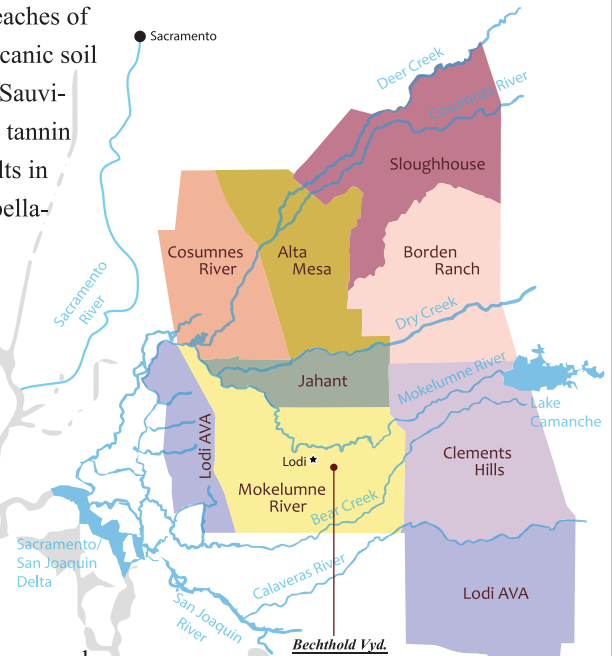 eaches of
canic soil
Sauvi-
tannin
lts in
pella-
Sacramento
Deer Creek
Cosumnes River
Sloughhouse
Sacramento
River
Cosumnes
River
Alta
Mesa
Borden
Ranch
Dry Creek
Jahant
Mokelumne River
Lake
Camanche
Lodi AVA
Lodi
Clements
Hills
Mokelumne
River
Bear Creek
Sacramento/
San Joaquin
Delta
Calaveras River
San Joaquin
River
Lodi AVA
Bechthold Vyd.